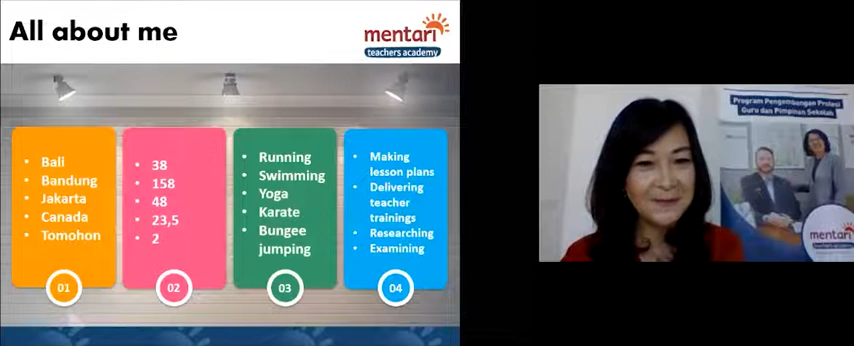 All about me
mentari
teachers academy
• Bali
• Bandung
• Jakarta
• Canada
• Tomohon
01
• 38
• 158
• 48
• 23,5
• 2
02
• Running
• Swimming
• Yoga
• Karate
• Bungee
jumping
03
• Making
lesson plans
• Delivering
teacher
trainings
• Researching
• Examining
04
Program Pengembangan Profesi
Guru dan Pimpinan Sekolah
mentari
teachers academy